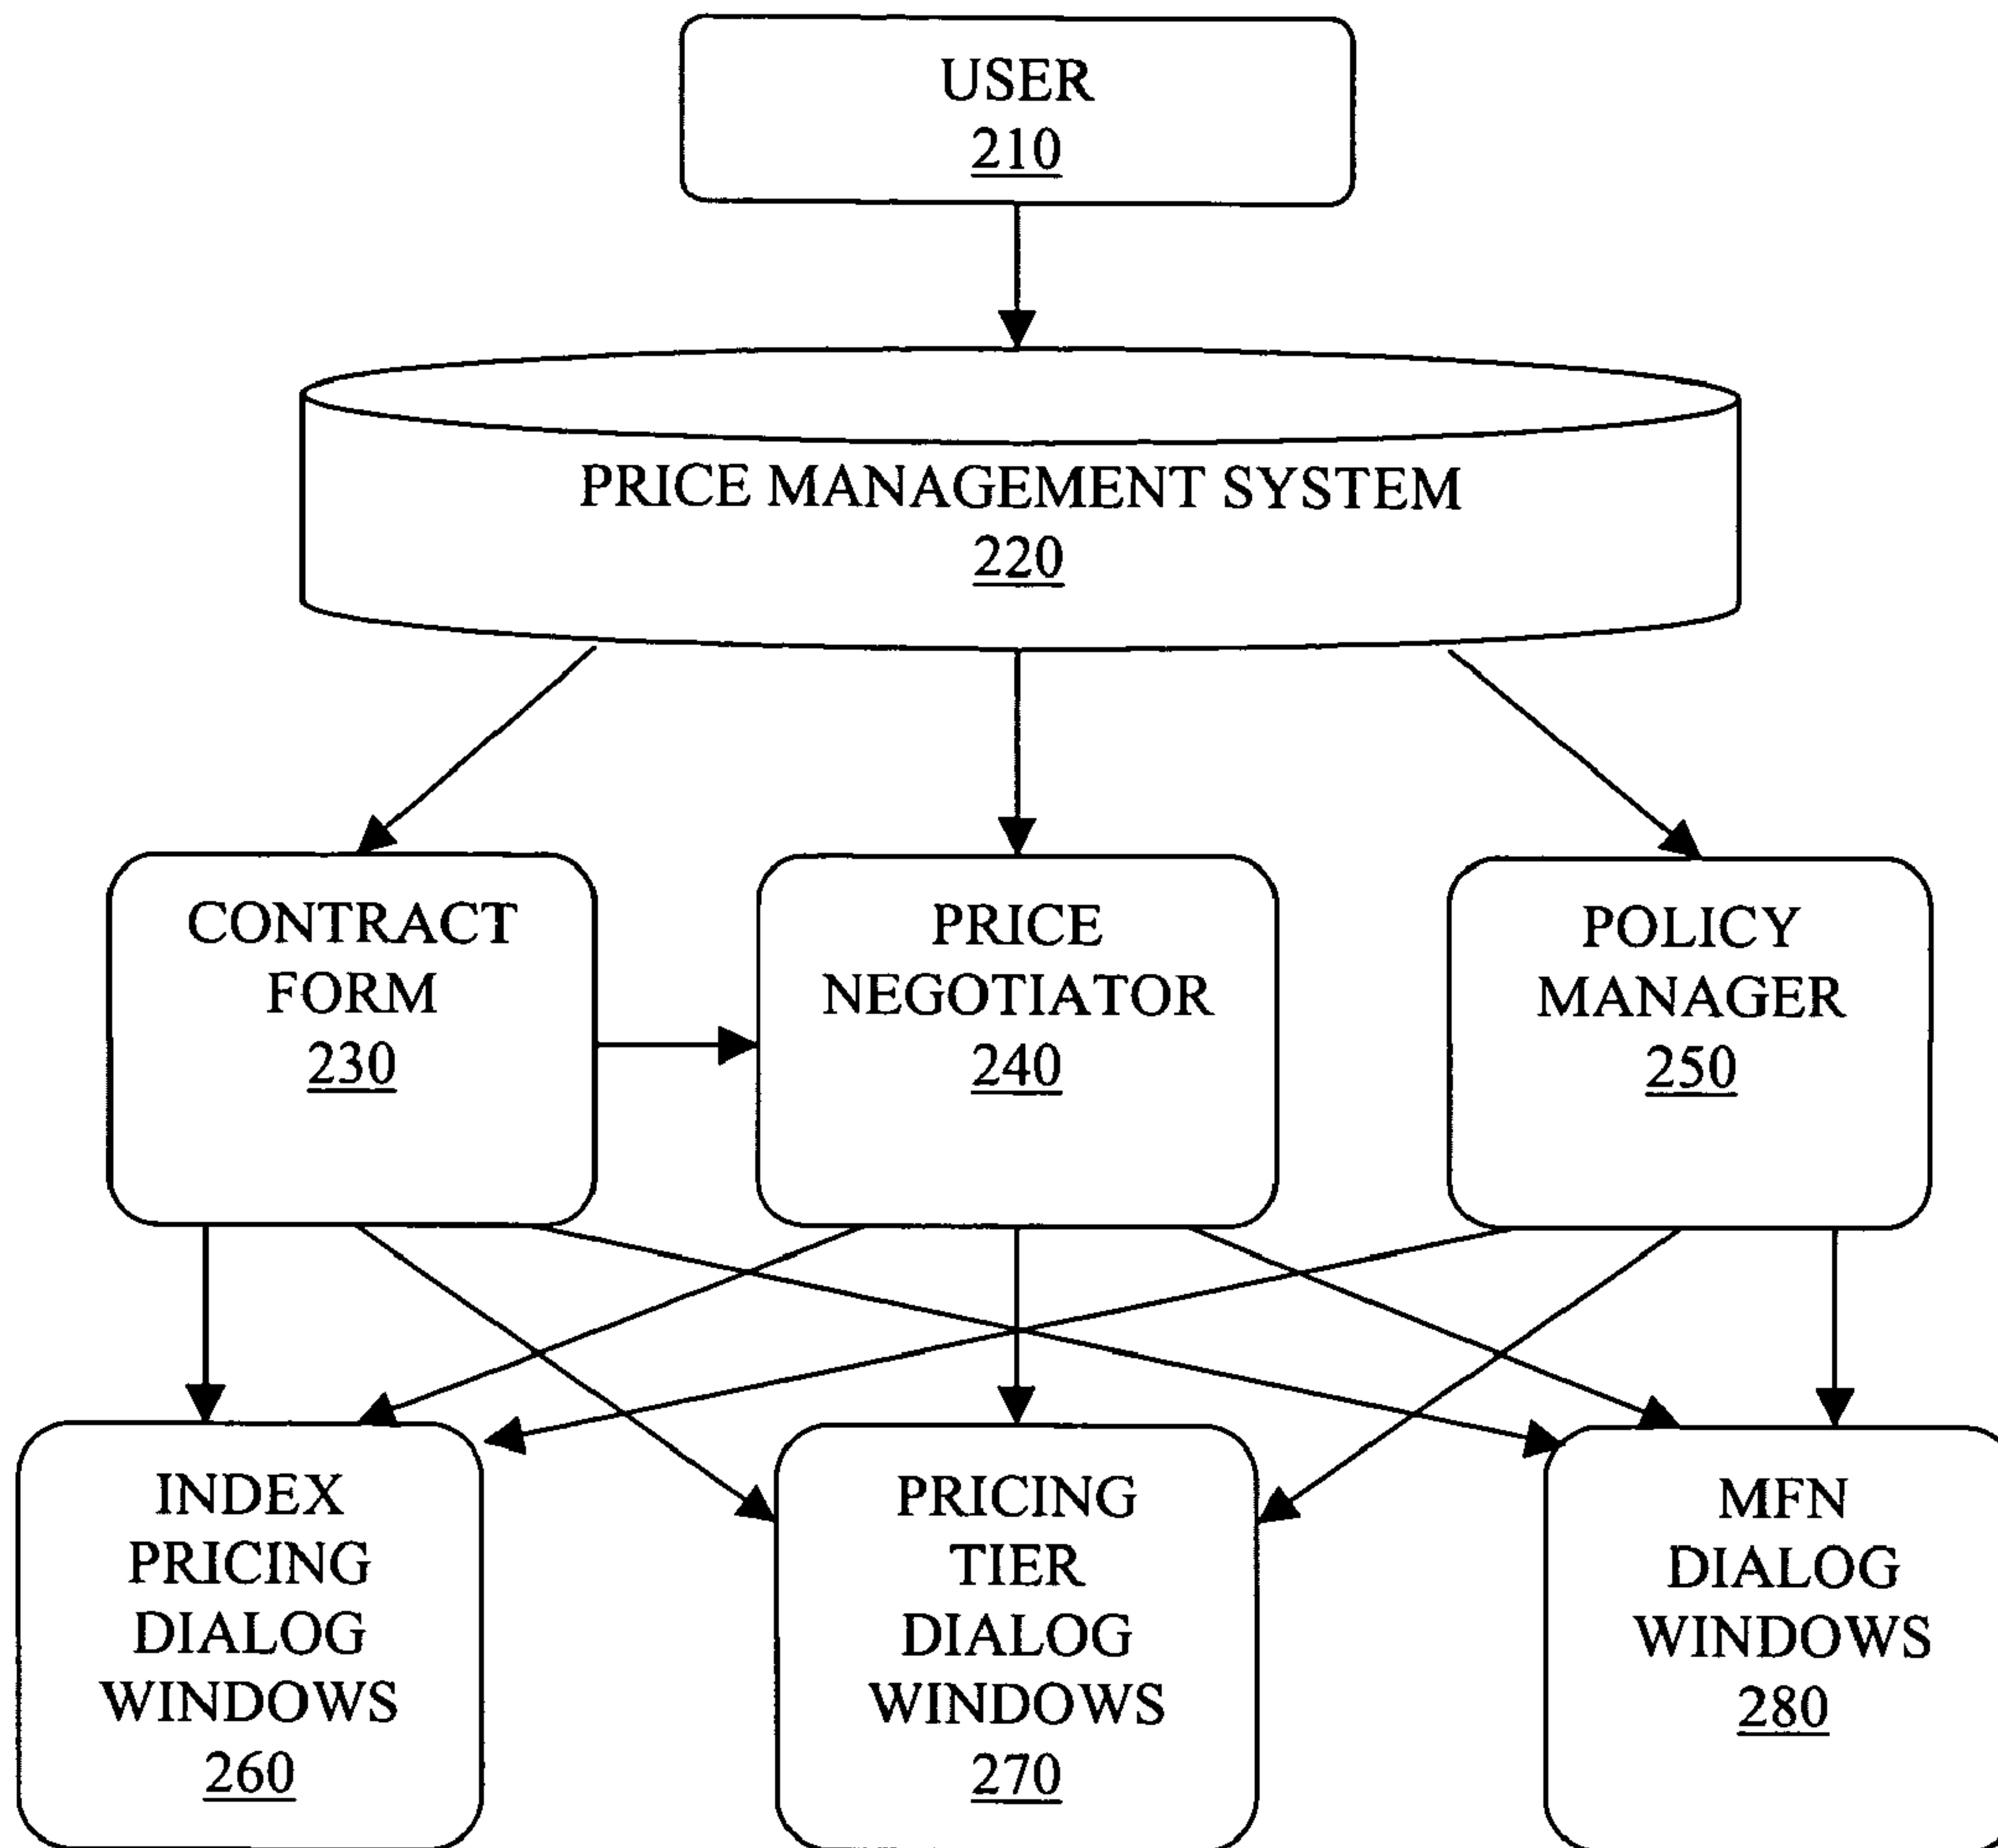 USER
210
PRICE MANAGEMENT SYSTEM
220
CONTRACT
FORM
230
PRICE
NEGOTIATOR
240
POLICY
MANAGER
250
INDEX
PRICING
DIALOG
WINDOWS
260
PRICING
TIER
DIALOG
WINDOWS
270
MFN
DIALOG
WINDOWS
280